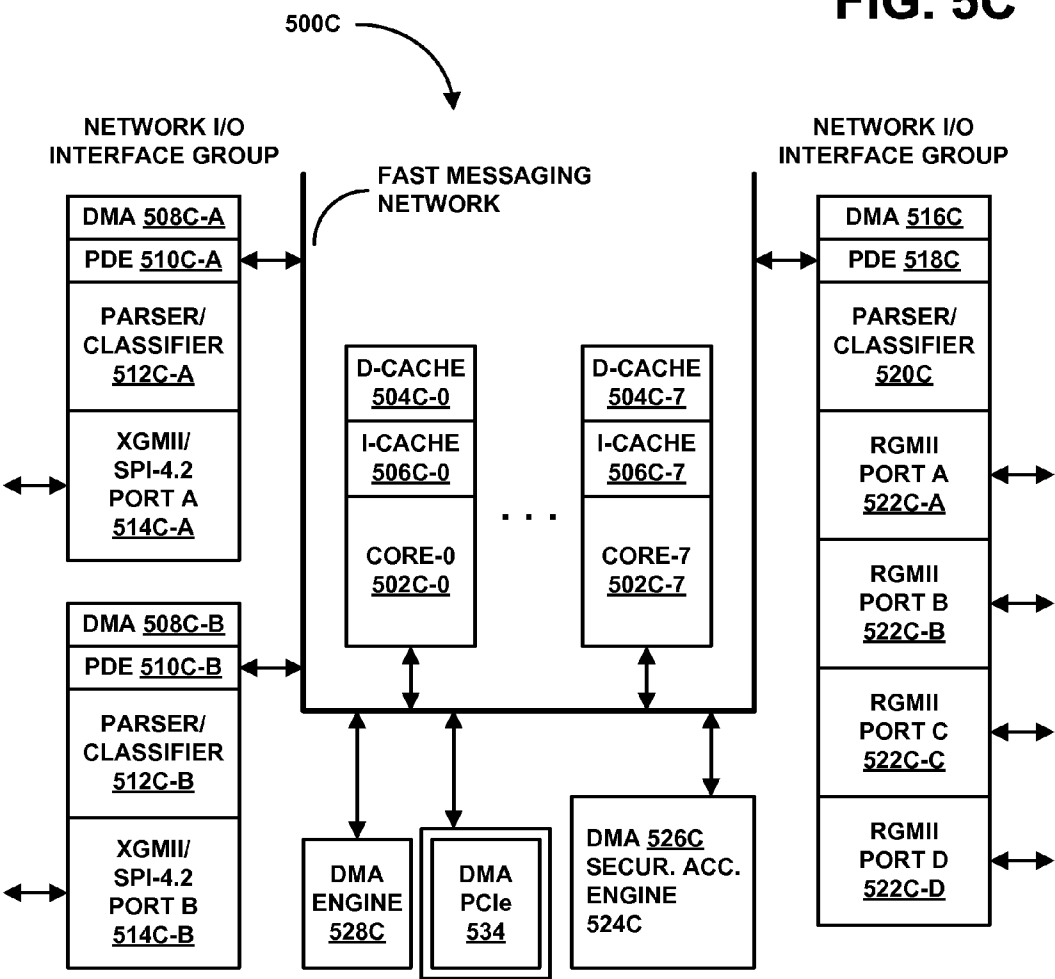 FIG. 5C
500C
NETWORK I/O
INTERFACE GROUP
DMA 508C-A
PDE 510C-A
PARSER/
CLASSIFIER
512C-A
XGMII/
SPI-4.2
PORT A
514C-A
DMA 508C-B
PDE 510C-B
PARSER/
CLASSIFIER
512C-B
XGMII/
SPI-4.2
PORT B
514C-B
FAST MESSAGING
NETWORK
D-CACHE
504C-0
I-CACHE
506C-0
CORE-0
502C-0
. . .
D-CACHE
504C-7
I-CACHE
506C-7
CORE-7
502C-7
DMA
ENGINE
528C
DMA
PCIe
534
DMA 526C
SECUR. ACC.
ENGINE
524C
NETWORK I/O
INTERFACE GROUP
DMA 516C
PDE 518C
PARSER/
CLASSIFIER
520C
RGMII
PORT A
522C-A
RGMII
PORT B
522C-B
RGMII
PORT C
522C-C
RGMII
PORT D
522C-D